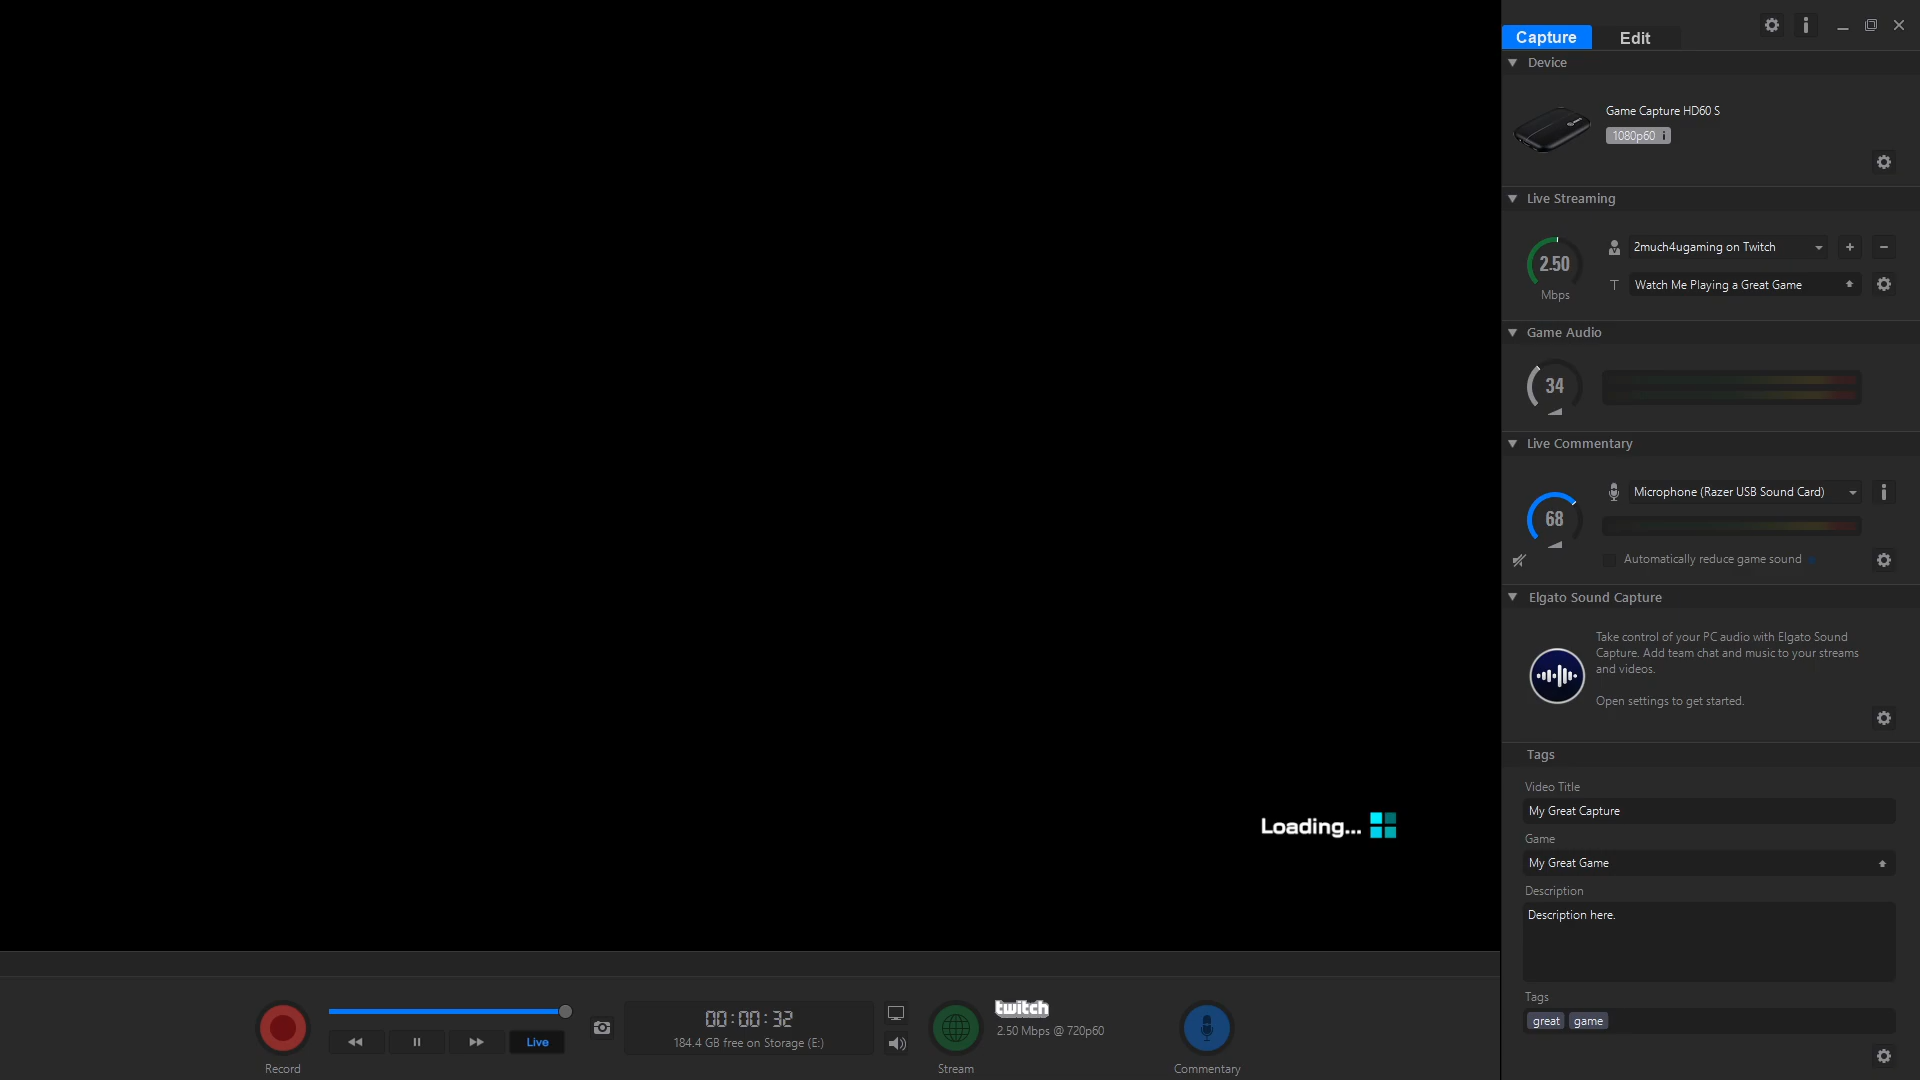 Capture
Edit
Device
Game Capture HD60 S
1080p60 i
Live Streaming
2.50
Mbps
2much4ugaming on Twitch
T
Watch Me Playing a Great Game
Game Audio
34
Live Commentary
68
Microphone (Razer USB Sound Card)
Automatically reduce game sound
Elgato Sound Capture
Take control of your PC audio with Elgato Sound
Capture. Add team chat and music to your streams
and videos.
Open settings to get started.
Tags
Video Title
My Great Capture
Game
My Great Game
Description
Description here.
Tags
great game
Loading...
Record
Live
00:00:32
184.4 GB free on Storage (E:)
Stream
twitch
2.50 Mbps @ 720p60
Commentary